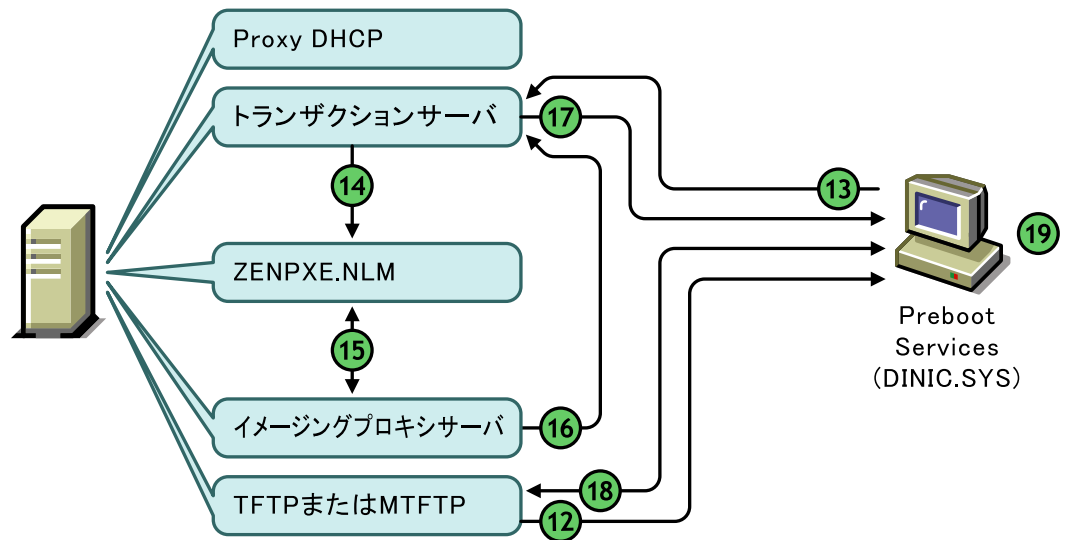 Proxy DHCP
トランザクションサーバ
17
14
13
19
ZENPXE.NLM
Preboot
Services
(DINIC.SYS)
15
イメージングプロキシサーバ
16
18
TFTPまたはMTFTP
12